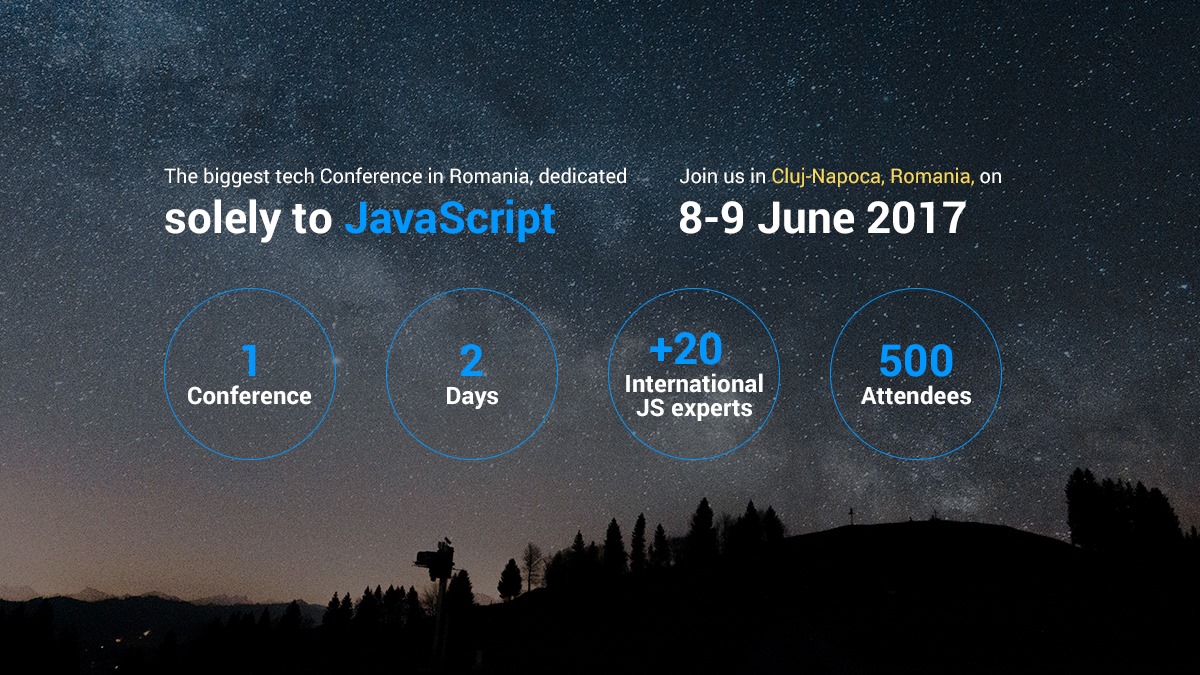 The biggest tech Conference in Romania, dedicated
solely to JavaScript
Join us in Cluj-Napoca, Romania, on
8-9 June 2017
1
Conference
2
Days
+20
International
JS experts
500
Attendees